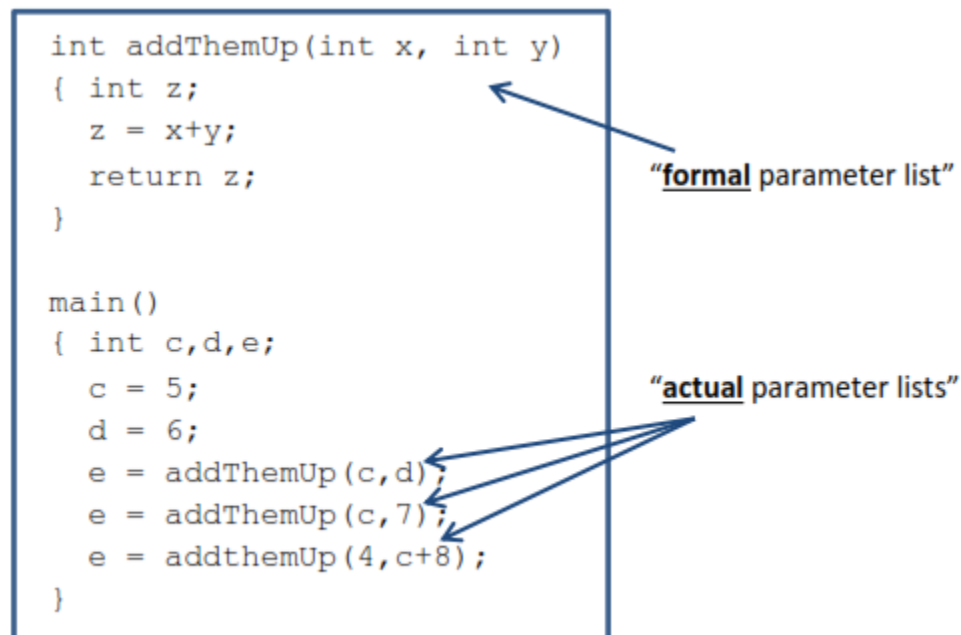 int addThemUp(int x, int y)
{ int z;
z = x+y;
return z;
}
“formal parameter list”
main()
{ int c,d,e;
c = 5;
d = 6;
e = addThemUp(c,d);
e = addThemUp(c,7);
e = addthemUp(4,c+8);
}
“actual parameter lists”